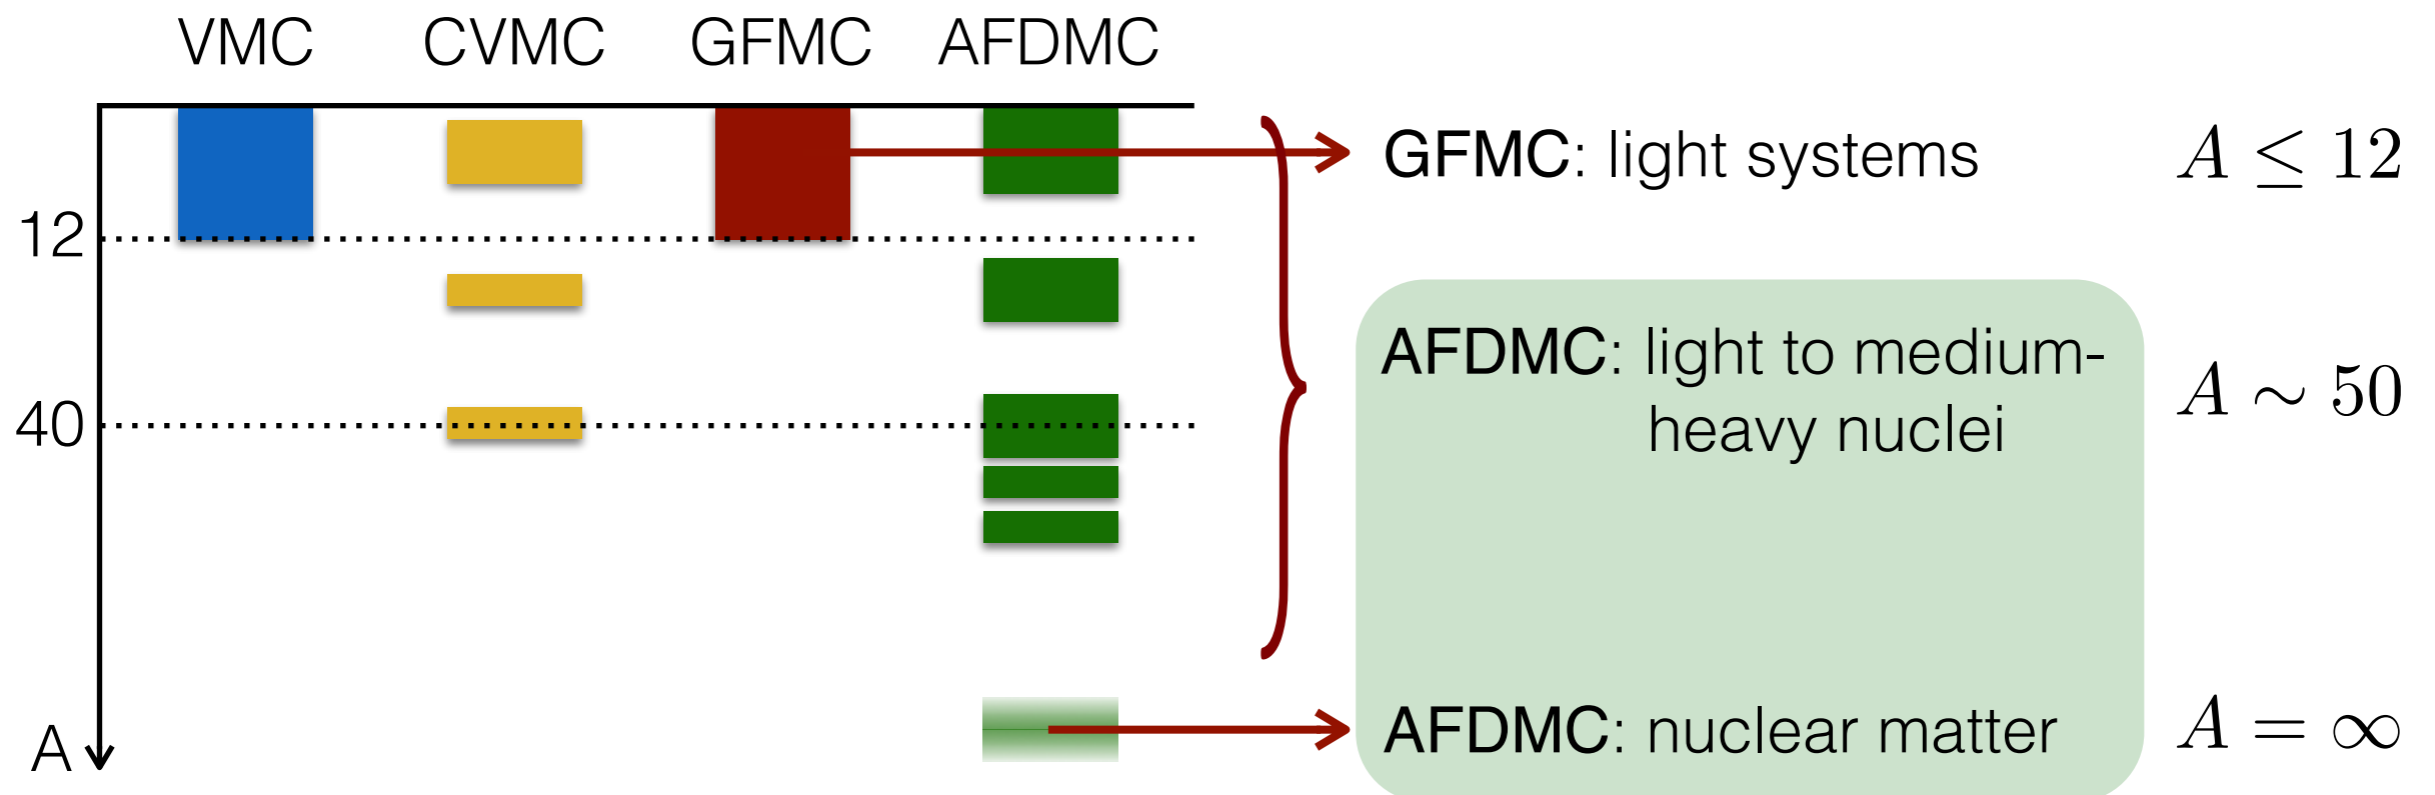 VMC CVMC GFMC AFDMC
GFMC: light systems A ≤ 12
12
AFDMC: light to medium-
heavy nuclei
A ∼ 50
40
AFDMC: nuclear matter A = ∞
A